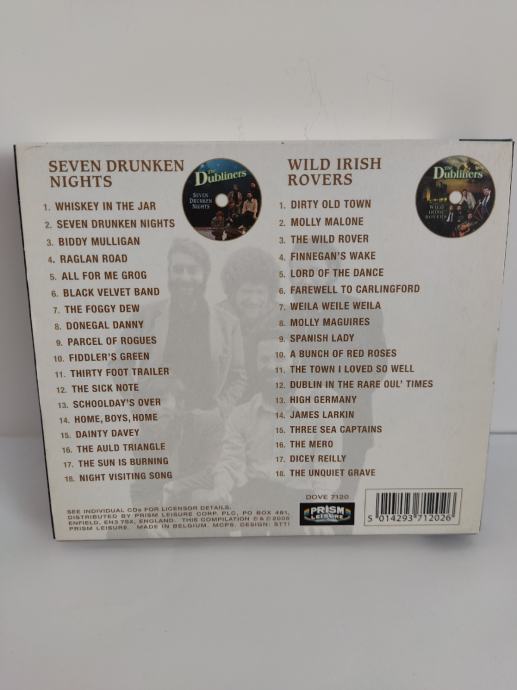 SEVEN DRUNKEN
NIGHTS
The Dubliners
SEVEN
DRUNKEN
NIGHTS
1. WHISKEY IN THE JAR
2. SEVEN DRUNKEN NIGHTS
3. BIDDY MULLIGAN
4. RAGLAN ROAD
5. ALL FOR ME GROG
6. BLACK VELVET BAND
7. THE FOGGY DEW
8. DONEGAL DANNY
9. PARCEL OF ROGUES
10. FIDDLER'S GREEN
11. THIRTY FOOT TRAILER
12. THE SICK NOTE
13. SCHOOLDAY'S OVER
14. HOME, BOYS, HOME
15. DAINTY DAVEY
16. THE AULD TRIANGLE
17. THE SUN IS BURNING
18. NIGHT VISITING SONG
WILD IRISH
ROVERS
The Dubliners
WILD
IRISH
ROVERS
1. DIRTY OLD TOWN
2. MOLLY MALONE
3. THE WILD ROVER
4. FINNEGAN'S WAKE
5. LORD OF THE DANCE
6. FAREWELL TO CARLINGFORD
7. WEILA WEILE WEILA
8. MOLLY MAGUIRES
9. SPANISH LADY
10. A BUNCH OF RED ROSES
11. THE TOWN I LOVED SO WELL
12. DUBLIN IN THE RARE OUL' TIMES
13. HIGH GERMANY
14. JAMES LARKIN
15. THREE SEA CAPTAINS
16. THE MERO
17. DICEY REILLY
18. THE UNQUIET GRAVE
SEE INDIVIDUAL CDs FOR LICENSOR DETAILS.
DISTRIBUTED BY PRISM LEISURE CORP. PLC, PO BOX 481,
ENFIELD, EN3 7SX, ENGLAND. THIS COMPILATION ℗ & © 2005
PRISM LEISURE. MADE IN BELGIUM. MCPS. DESIGN: STTI
DOVE 7120
PRISM
LEISURE
5 014293 712026